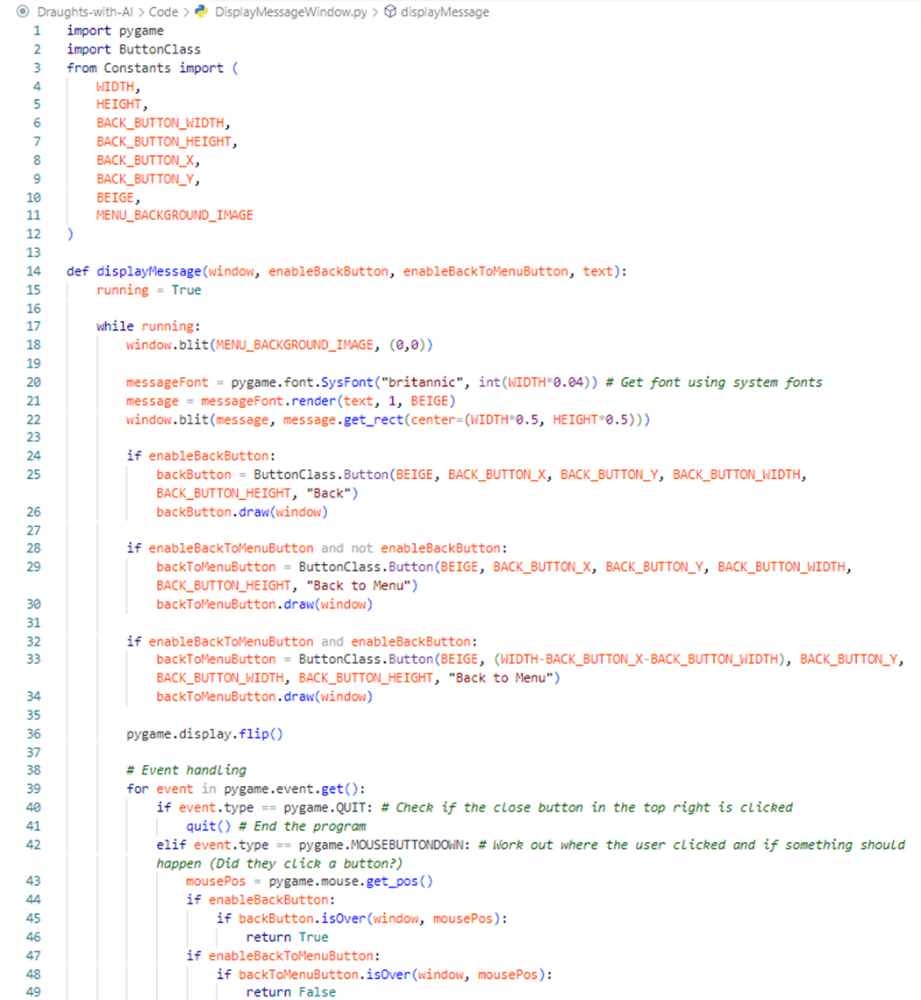 Draughts-with-AI > Code > DisplayMessageWindow.py > displayMessage
1 import pygame
2 import ButtonClass
3 from Constants import (
4     WIDTH,
5     HEIGHT,
6     BACK_BUTTON_WIDTH,
7     BACK_BUTTON_HEIGHT,
8     BACK_BUTTON_X,
9     BACK_BUTTON_Y,
10     BEIGE,
11     MENU_BACKGROUND_IMAGE
12 )
13
14 def displayMessage(window, enableBackButton, enableBackToMenuButton, text):
15     running = True
16
17     while running:
18         window.blit(MENU_BACKGROUND_IMAGE, (0,0))
19
20         messageFont = pygame.font.SysFont("britannic", int(WIDTH*0.04)) # Get font using system fonts
21         message = messageFont.render(text, 1, BEIGE)
22         window.blit(message, message.get_rect(center=(WIDTH*0.5, HEIGHT*0.5)))
23
24         if enableBackButton:
25             backButton = ButtonClass.Button(BEIGE, BACK_BUTTON_X, BACK_BUTTON_Y, BACK_BUTTON_WIDTH,
            BACK_BUTTON_HEIGHT, "Back")
26             backButton.draw(window)
27
28         if enableBackToMenuButton and not enableBackButton:
29             backToMenuButton = ButtonClass.Button(BEIGE, BACK_BUTTON_X, BACK_BUTTON_Y, BACK_BUTTON_WIDTH,
            BACK_BUTTON_HEIGHT, "Back to Menu")
30             backToMenuButton.draw(window)
31
32         if enableBackToMenuButton and enableBackButton:
33             backToMenuButton = ButtonClass.Button(BEIGE, (WIDTH-BACK_BUTTON_X-BACK_BUTTON_WIDTH), BACK_BUTTON_Y,
            BACK_BUTTON_WIDTH, BACK_BUTTON_HEIGHT, "Back to Menu")
34             backToMenuButton.draw(window)
35
36         pygame.display.flip()
37
38         # Event handling
39         for event in pygame.event.get():
40             if event.type == pygame.QUIT: # Check if the close button in the top right is clicked
41                 quit() # End the program
42             elif event.type == pygame.MOUSEBUTTONDOWN: # Work out where the user clicked and if something should
            happen (Did they click a button?)
43                 mousePos = pygame.mouse.get_pos()
44                 if enableBackButton:
45                     if backButton.isOver(window, mousePos):
46                         return True
47                 if enableBackToMenuButton:
48                     if backToMenuButton.isOver(window, mousePos):
49                         return False